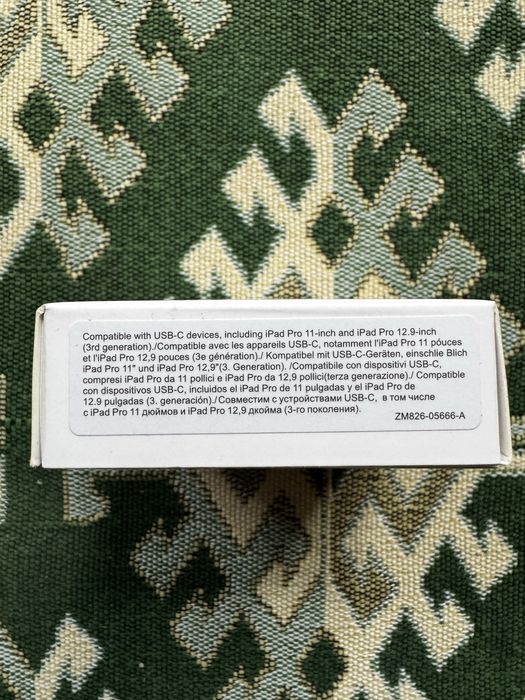 Compatible with USB-C devices, including iPad Pro 11-inch and iPad Pro 12.9-inch
(3rd generation)./Compatible avec les appareils USB-C, notamment l'iPad Pro 11 póuces
et l'iPad Pro 12,9 pouces (3e génération)./ Kompatibel mit USB-C-Geräten, einschlie Blich
iPad Pro 11" und iPad Pro 12,9"(3. Generation). /Compatibile con dispositivi USB-C,
compresi iPad Pro da 11 pollici e iPad Pro da 12,9 pollici(terza generazione)./ Compatible
con dispositivos USB-C, incluidos el iPad Pro de 11 pulgadas y el iPad Pro de
12.9 pulgadas (3. generación)./Совместим с устройствами USB-C, в том числе
с iPad Pro 11 дюймов и iPad Pro 12,9 дкойма (3-го поколения).
ZM826-05666-A